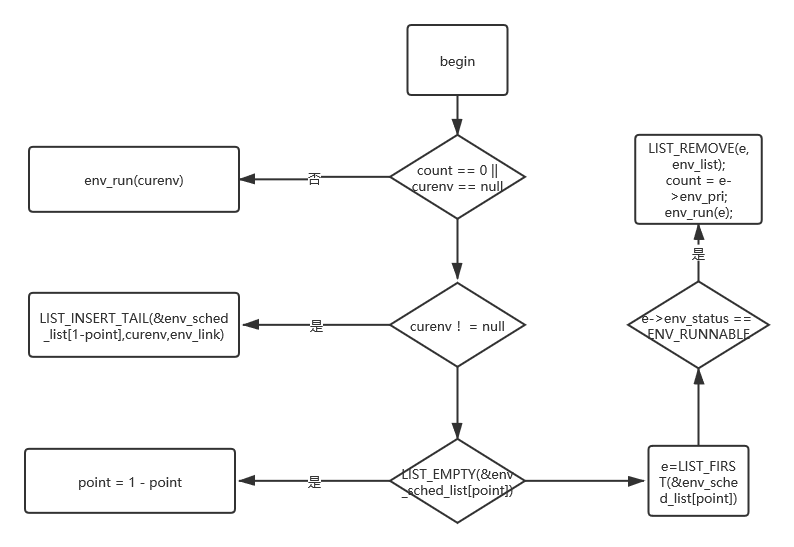 begin
count == 0 ||
curenv == null
否
env_run(curenv)
curenv！ = null
是
LIST_INSERT_TAIL(&env_sched
_list[1-point],curenv,env_link)
LIST_EMPTY(&env
_sched_list[point])
是
point = 1 - point
e=LIST_FIRS
T(&env_sche
d_list[point])
e->env_status ==
ENV_RUNNABLE
是
LIST_REMOVE(e,
env_list);
count = e-
>env_pri;
env_run(e);